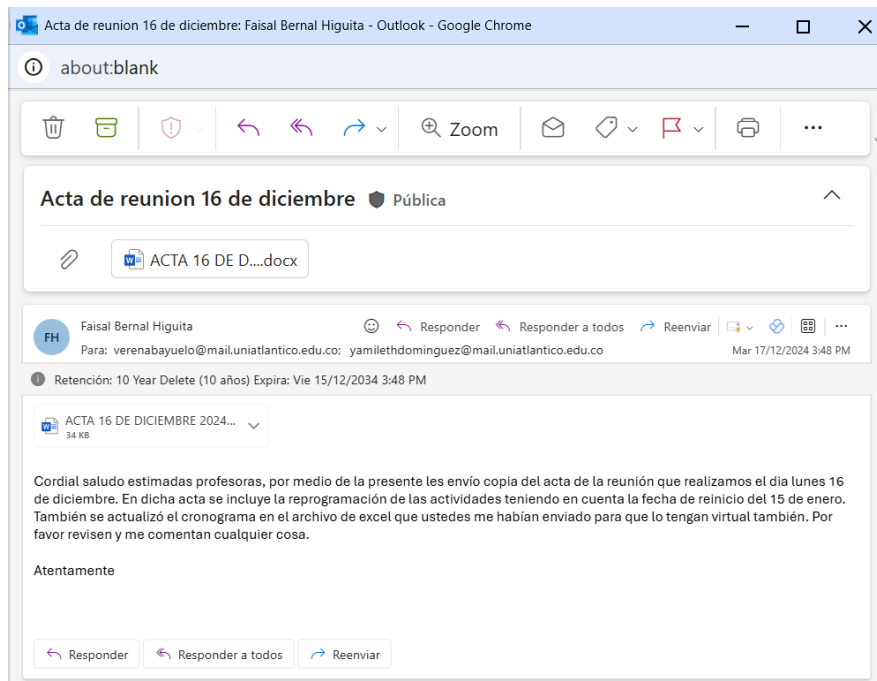 Acta de reunion 16 de diciembre: Faisal Bernal Higuita - Outlook - Google Chrome
about:blank
Zoom
Acta de reunion 16 de diciembre Pública
ACTA 16 DE D....docx
FH
Faisal Bernal Higuita
Responder Responder a todos Reenviar
Para: verenabayuelo@mail.uniatlantico.edu.co; yamilethdominguez@mail.uniatlantico.edu.co
Mar 17/12/2024 3:48 PM
Retención: 10 Year Delete (10 años) Expira: Vie 15/12/2034 3:48 PM
ACTA 16 DE DICIEMBRE 2024...
34 KB
Cordial saludo estimadas profesoras, por medio de la presente les envío copia del acta de la reunión que realizamos el dia lunes 16
de diciembre. En dicha acta se incluye la reprogramación de las actividades teniendo en cuenta la fecha de reinicio del 15 de enero.
También se actualizó el cronograma en el archivo de excel que ustedes me habían enviado para que lo tengan virtual también. Por
favor revisen y me comentan cualquier cosa.
Atentamente
Responder Responder a todos Reenviar